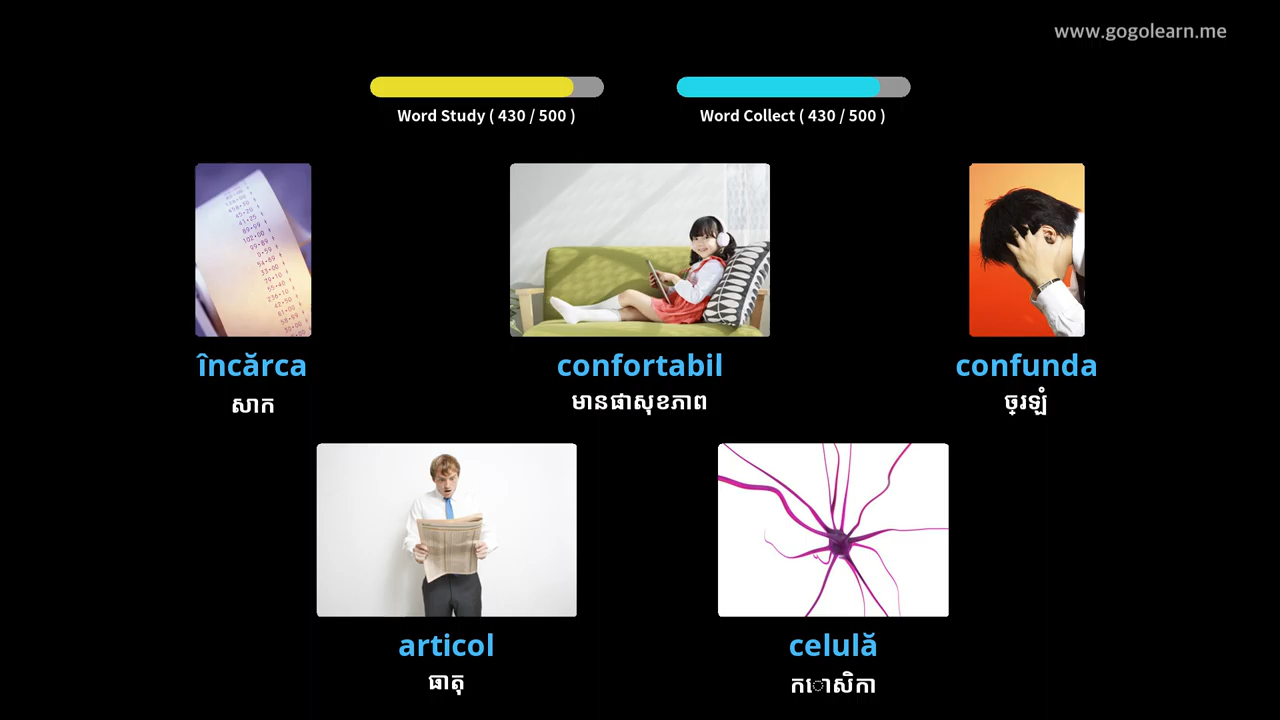 www.gogolearn.me
Word Study ( 430 / 500 )
Word Collect ( 430 / 500 )
încărca
សាក
confortabil
មានផាសុខភាព
confunda
ច្រឡំ
articol
ធាតុ
celulă
កោសិកា